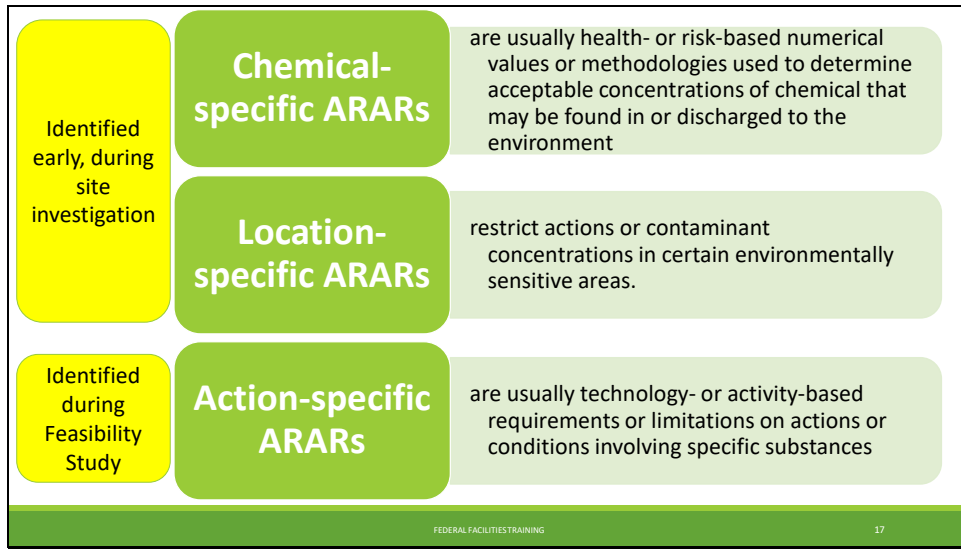 Identified
early, during
site
investigation
Chemical-
specific ARARs
are usually health- or risk-based numerical
values or methodologies used to determine
acceptable concentrations of chemical that
may be found in or discharged to the
environment
Location-
specific ARARs
restrict actions or contaminant
concentrations in certain environmentally
sensitive areas.
Identified
during
Feasibility
Study
Action-specific
ARARs
are usually technology- or activity-based
requirements or limitations on actions or
conditions involving specific substances
FEDERAL FACILITIES TRAINING
17